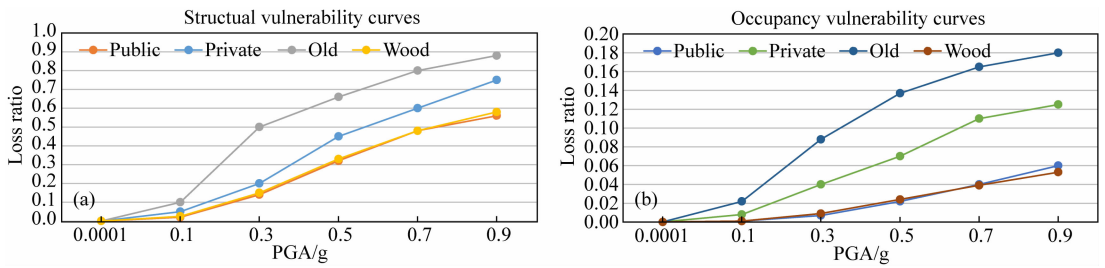 Structual vulnerability curves
Loss ratio
1.0
0.9
0.8
0.7
0.6
0.5
0.4
0.3
0.2
0.1
0.0
Public Private Old Wood
(a)
0.0001 0.1 0.3 0.5 0.7 0.9
PGA/g
Occupancy vulnerability curves
Loss ratio
0.20
0.18
0.16
0.14
0.12
0.10
0.08
0.06
0.04
0.02
0.00
Public Private Old Wood
(b)
0.0001 0.1 0.3 0.5 0.7 0.9
PGA/g